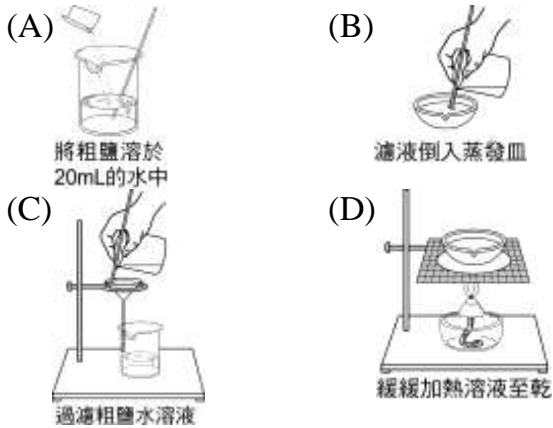 (A)
(B)
將粗鹽溶於
20mL的水中
濾液倒入蒸發皿
(C)
(D)
過濾粗鹽水溶液
緩緩加熱溶液至乾